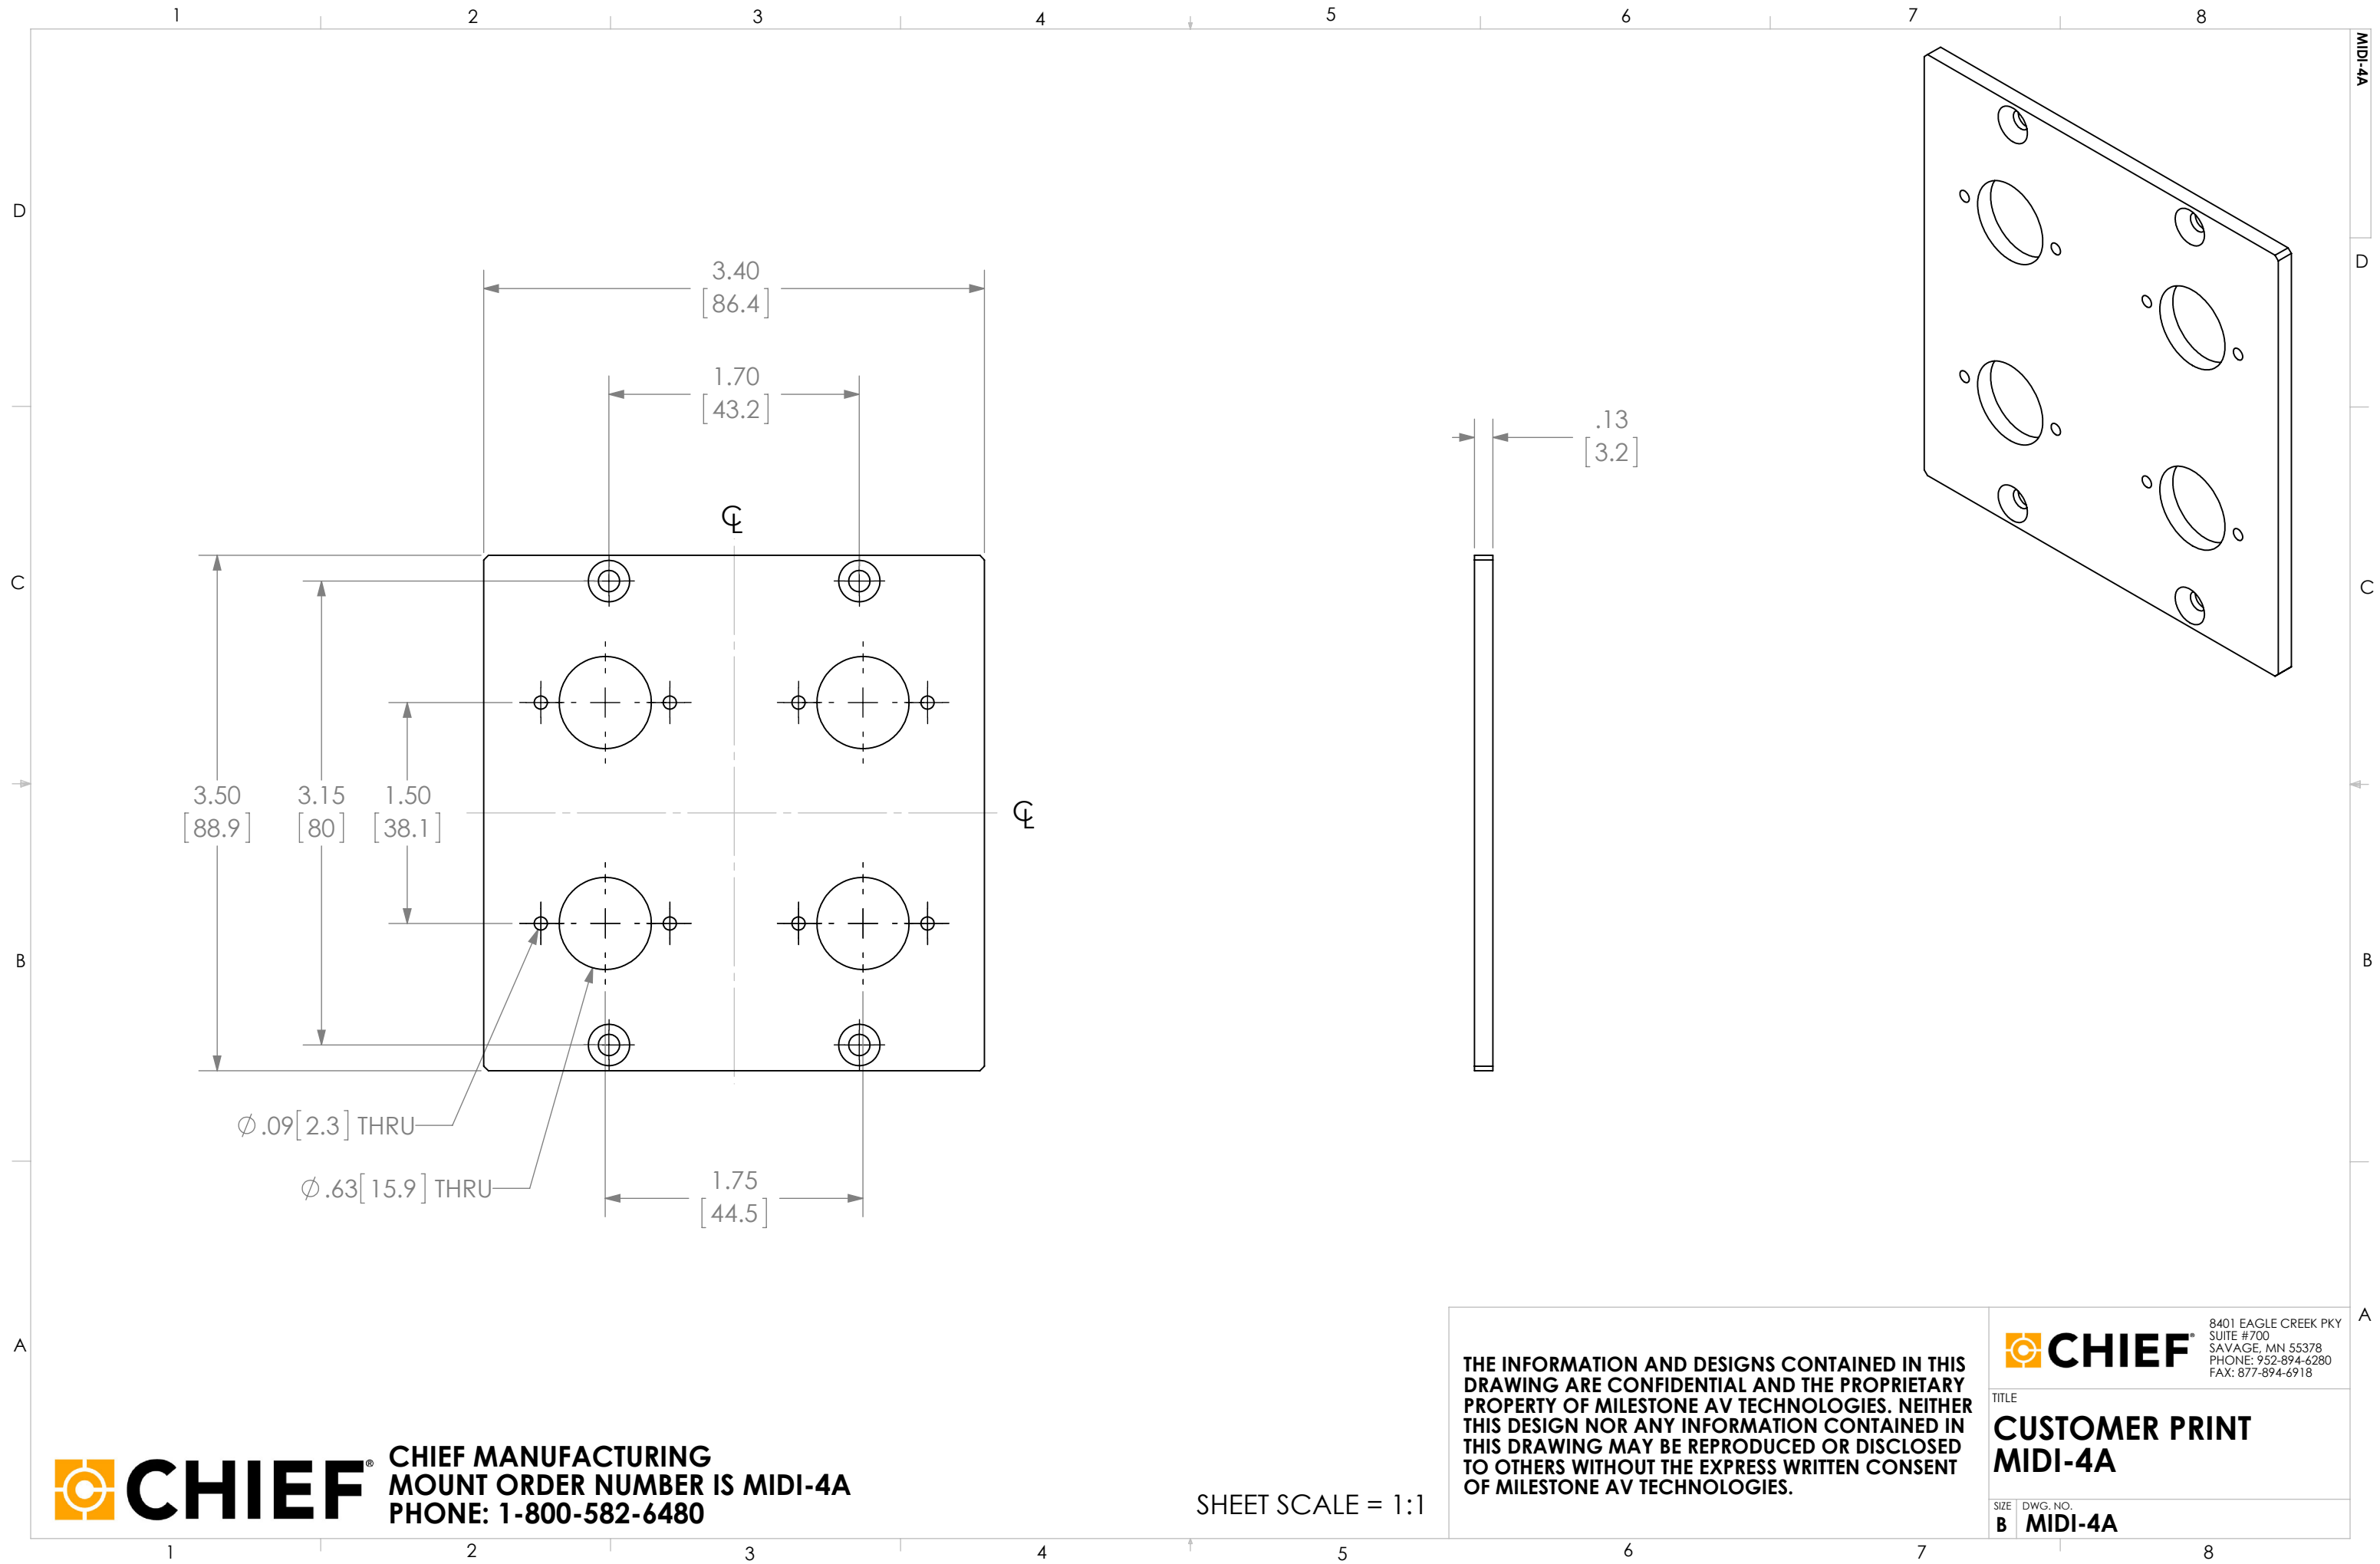 1 2 3 4 5 6 7 8
MIDI-4A
D
D
3.40
[86.4]
1.70
[43.2]
.13
[3.2]
℄
C
C
3.50
[88.9]
3.15
[80]
1.50
[38.1]
℄
B
B
∅.09[2.3] THRU
∅.63[15.9] THRU
1.75
[44.5]
A
A
CHIEF®
CHIEF MANUFACTURING
MOUNT ORDER NUMBER IS MIDI-4A
PHONE: 1-800-582-6480
SHEET SCALE = 1:1
THE INFORMATION AND DESIGNS CONTAINED IN THIS
DRAWING ARE CONFIDENTIAL AND THE PROPRIETARY
PROPERTY OF MILESTONE AV TECHNOLOGIES. NEITHER
THIS DESIGN NOR ANY INFORMATION CONTAINED IN
THIS DRAWING MAY BE REPRODUCED OR DISCLOSED
TO OTHERS WITHOUT THE EXPRESS WRITTEN CONSENT
OF MILESTONE AV TECHNOLOGIES.
CHIEF®
8401 EAGLE CREEK PKY
SUITE #700
SAVAGE, MN 55378
PHONE: 952-894-6280
FAX: 877-894-6918
TITLE
CUSTOMER PRINT
MIDI-4A
SIZE DWG. NO.
B MIDI-4A
1 2 3 4 5 6 7 8